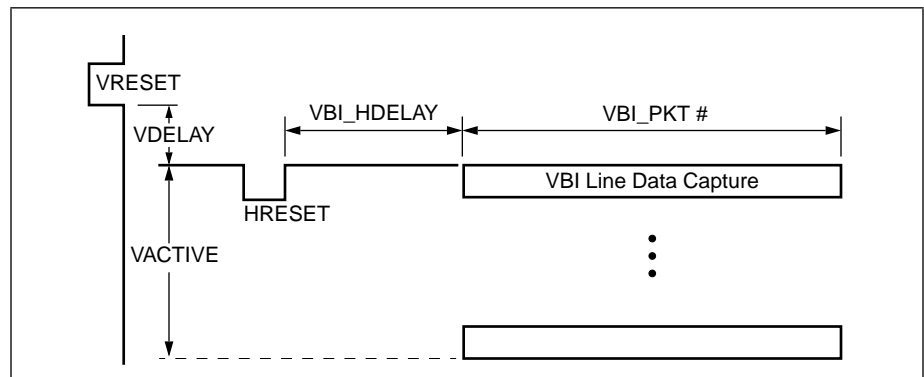 VRESET
VBI_HDELAY
VBI_PKT #
VDELAY
VBI Line Data Capture
HRESET
VACTIVE